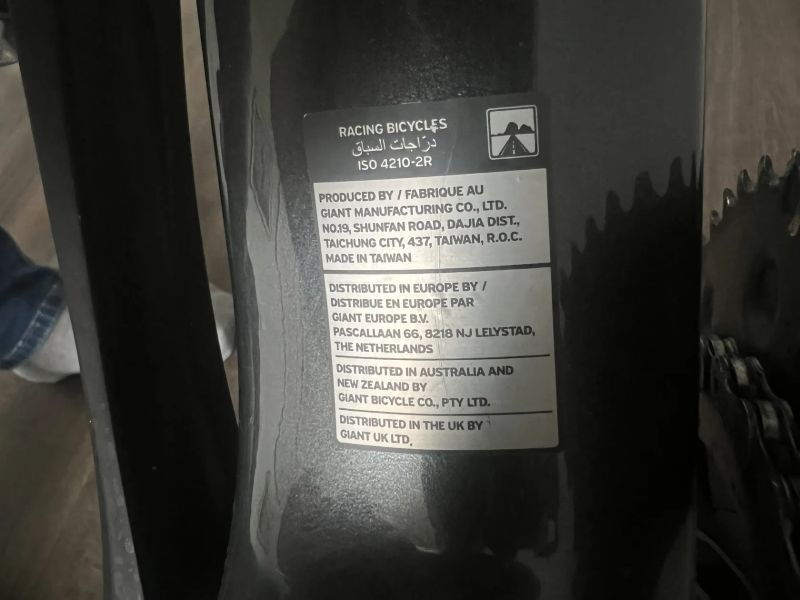 RACING BICYCLES
درّاجات السباق
ISO 4210-2R
PRODUCED BY / FABRIQUE AU
GIANT MANUFACTURING CO., LTD.
NO.19, SHUNFAN ROAD, DAJIA DIST.,
TAICHUNG CITY, 437, TAIWAN, R.O.C.
MADE IN TAIWAN
DISTRIBUTED IN EUROPE BY /
DISTRIBUE EN EUROPE PAR
GIANT EUROPE B.V.
PASCALLAAN 66, 8218 NJ LELYSTAD,
THE NETHERLANDS
DISTRIBUTED IN AUSTRALIA AND
NEW ZEALAND BY
GIANT BICYCLE CO., PTY LTD.
DISTRIBUTED IN THE UK BY
GIANT UK LTD.